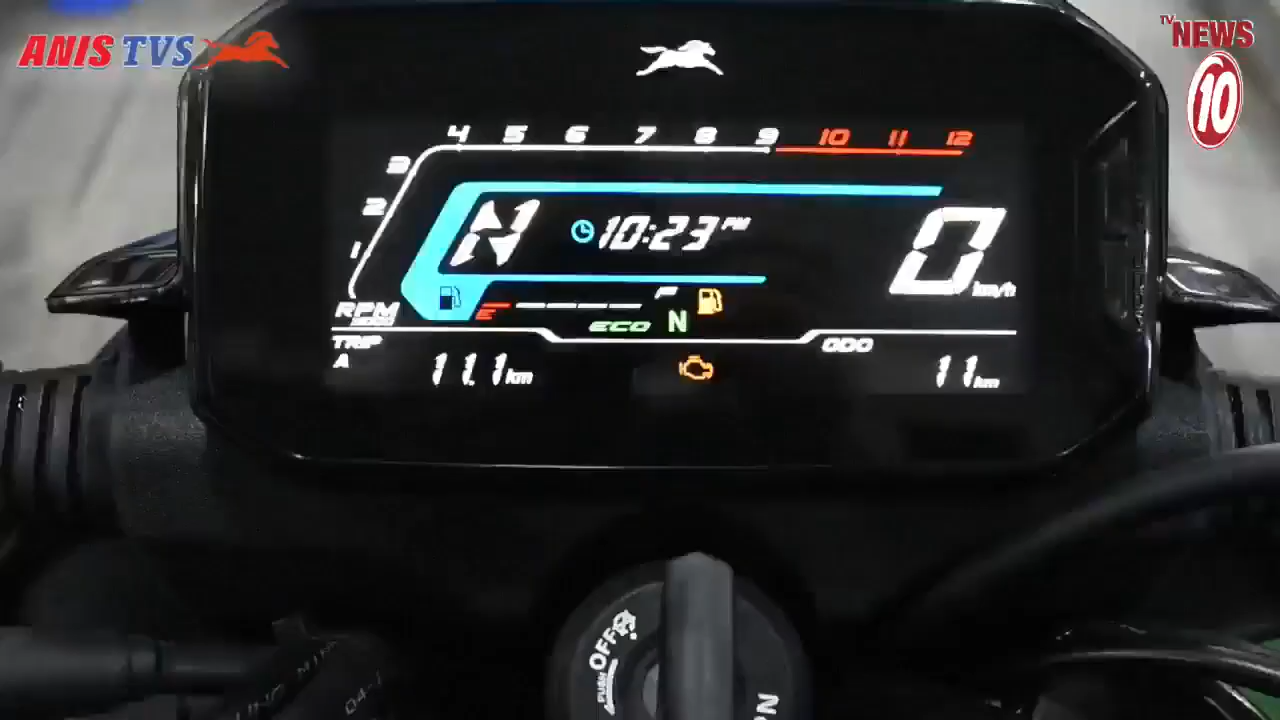 ANIS TVS
TV NEWS
10
4 5 6 7 8 9 10 11 12
3
2
1
N
10:23 PM
0
km/h
RPM
E
F
ECO N
TRIP
A
11.1 km
ODO
11 km
OFF
PUSH